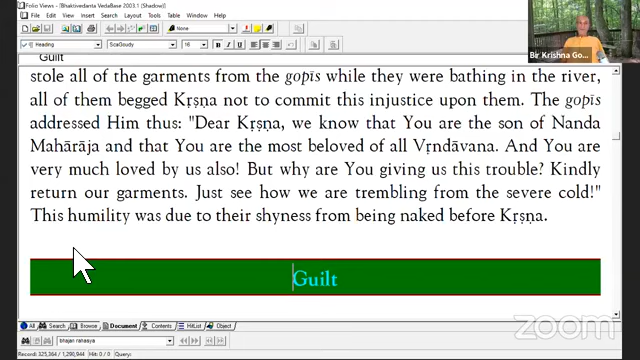 Folio Views - [Bhaktivedanta VedaBase-2003.1 (Shadow)]
File Edit View Insert Search Layout Tools Window Help
None
Heading ScaGoudy 16 B
Guilt
stole all of the garments from the gopīs while they were bathing in the river,
all of them begged Kṛṣṇa not to commit this injustice upon them. The gopīs
addressed Him thus: "Dear Kṛṣṇa, we know that You are the son of Nanda
Mahārāja and that You are the most beloved of all Vṛndāvana. And You are
very much loved by us also! But why are You giving us this trouble? Kindly
return our garments. Just see how we are trembling from the severe cold!"
This humility was due to their shyness from being naked before Kṛṣṇa.
Guilt
All Search Browse Document Contents HitList Object
bhajan rahasya
Record: 325,364 / 1,298,944 Hit: 0 / 0 Query:
Bir Krishna Go...
zoom